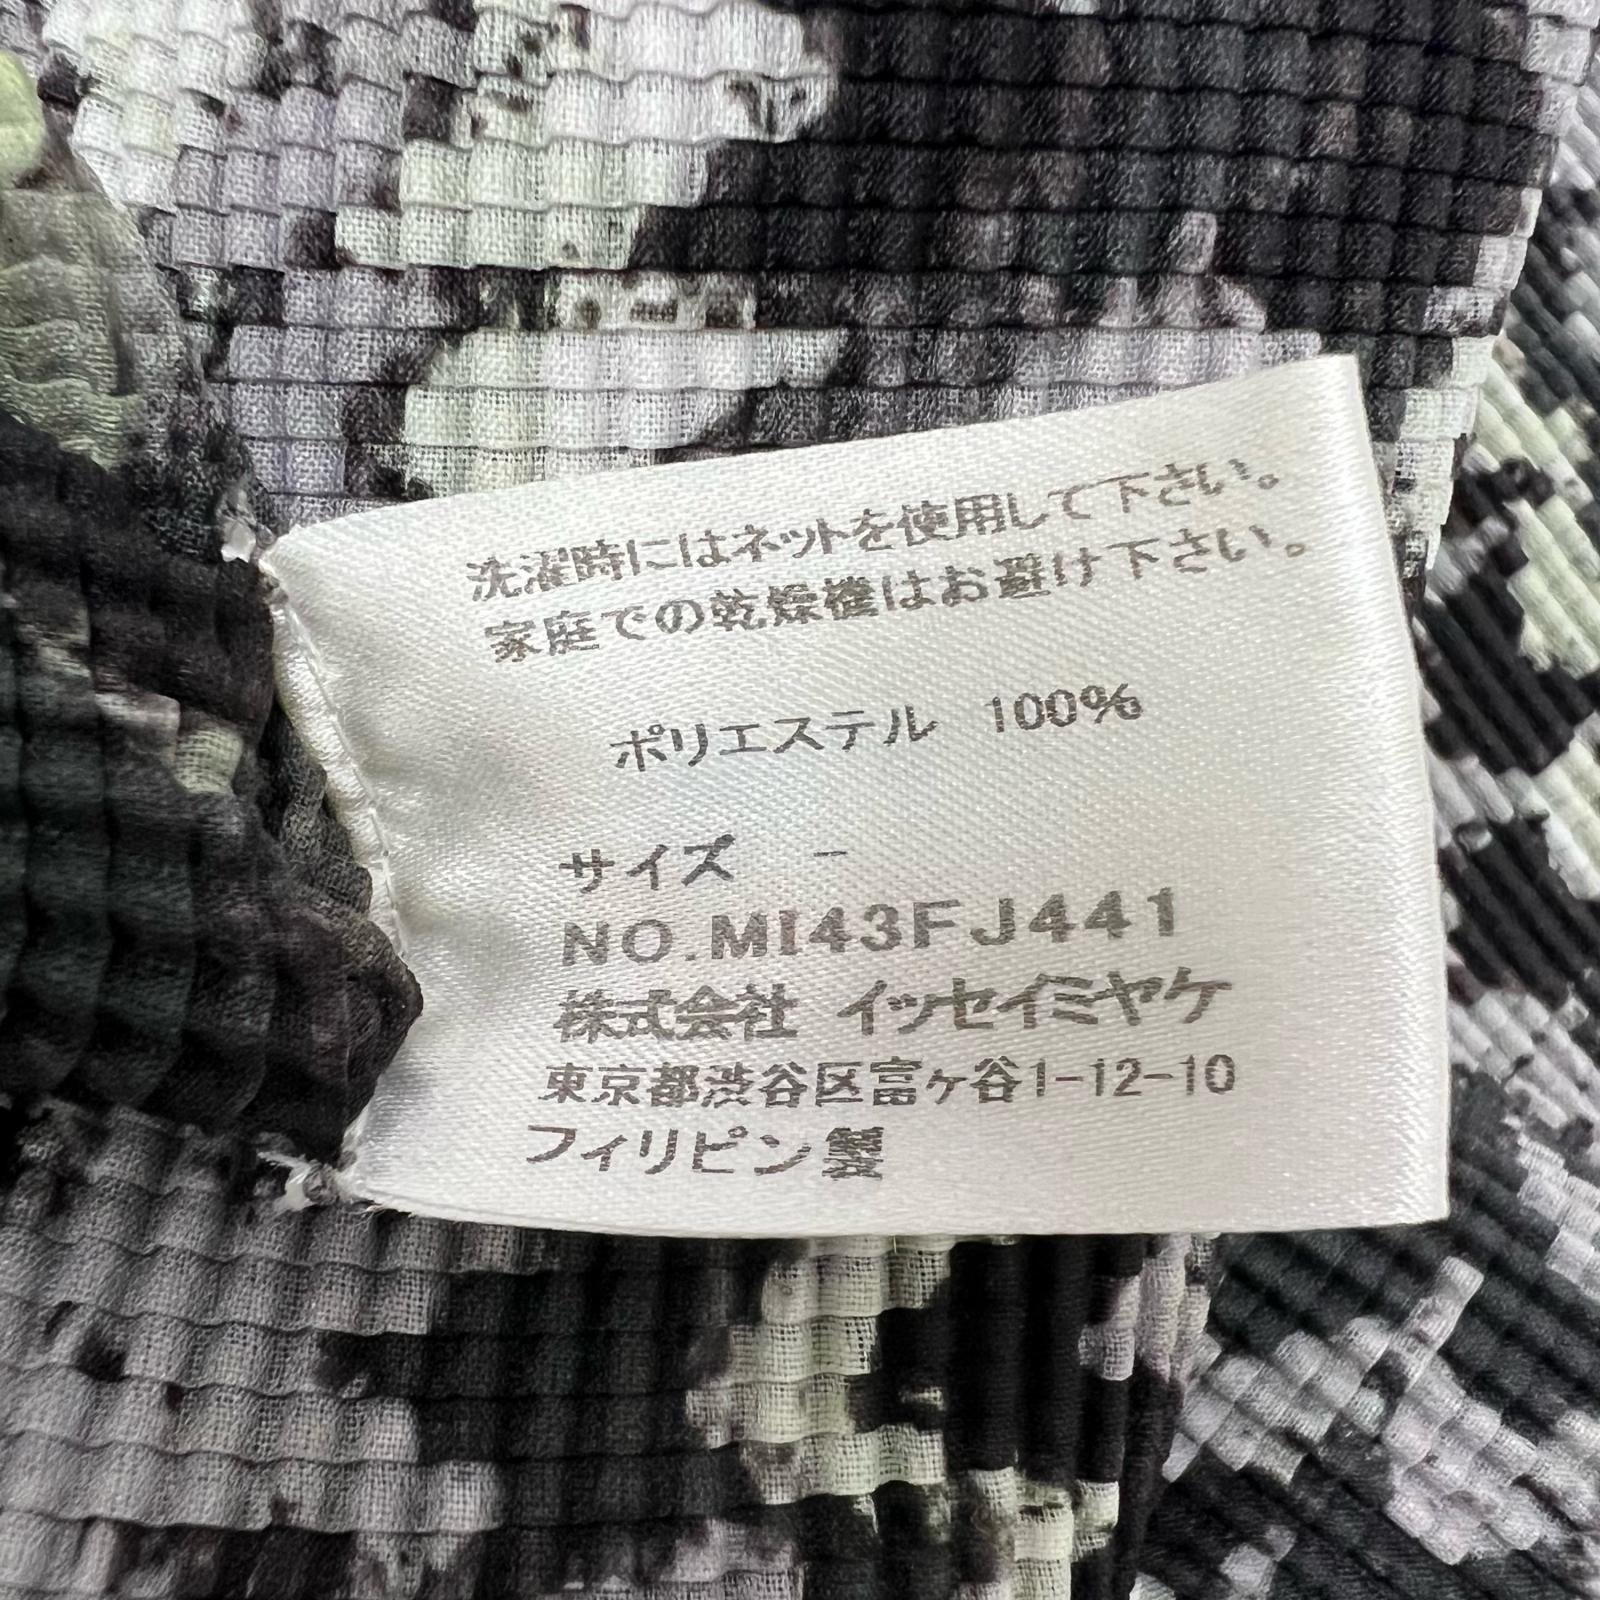 洗濯時にはネットを使用して下さい。
家庭での乾燥機はお避け下さい。
ポリエステル 100%
サイズ -
NO.MI43FJ441
株式会社 イッセイミヤケ
東京都渋谷区富ヶ谷1-12-10
フィリピン製